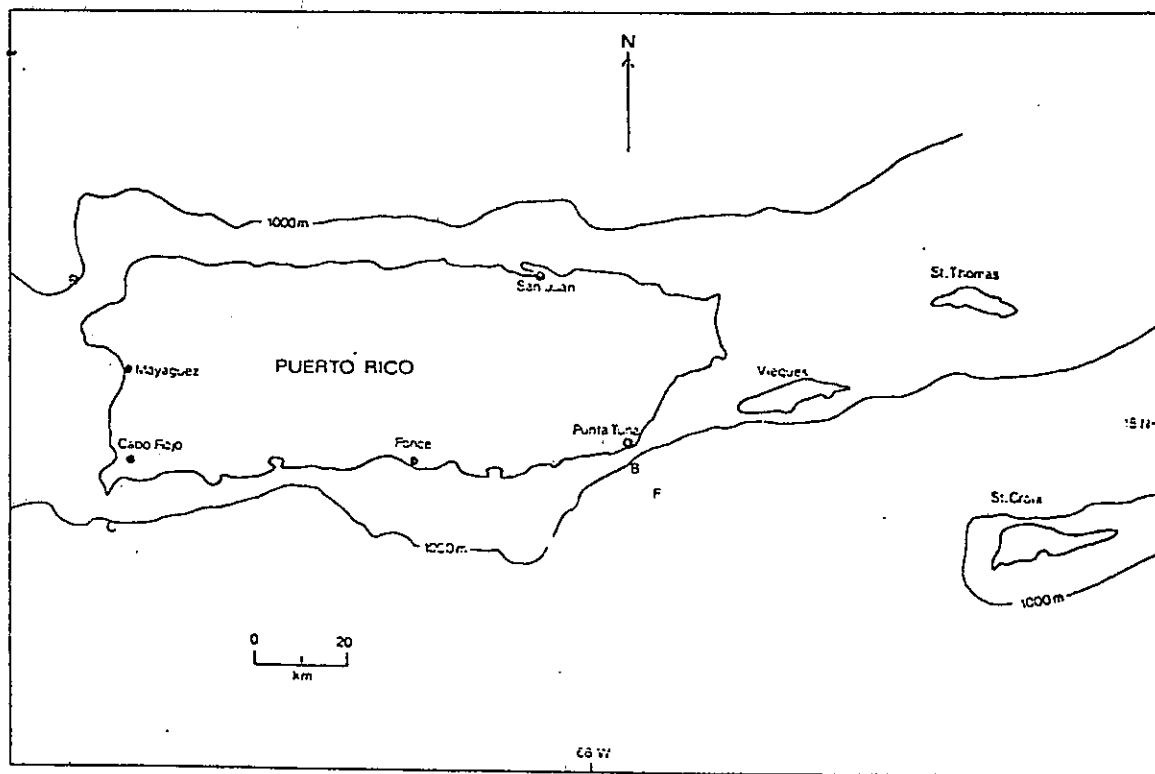 N
1000m
San Juan
St. Thomas
Mayaguez
PUERTO RICO
Vieques
Cabo Rojo
Ponce
Punta Tuna
B
F
C
St. Croix
1000m
1000m
0 20
km